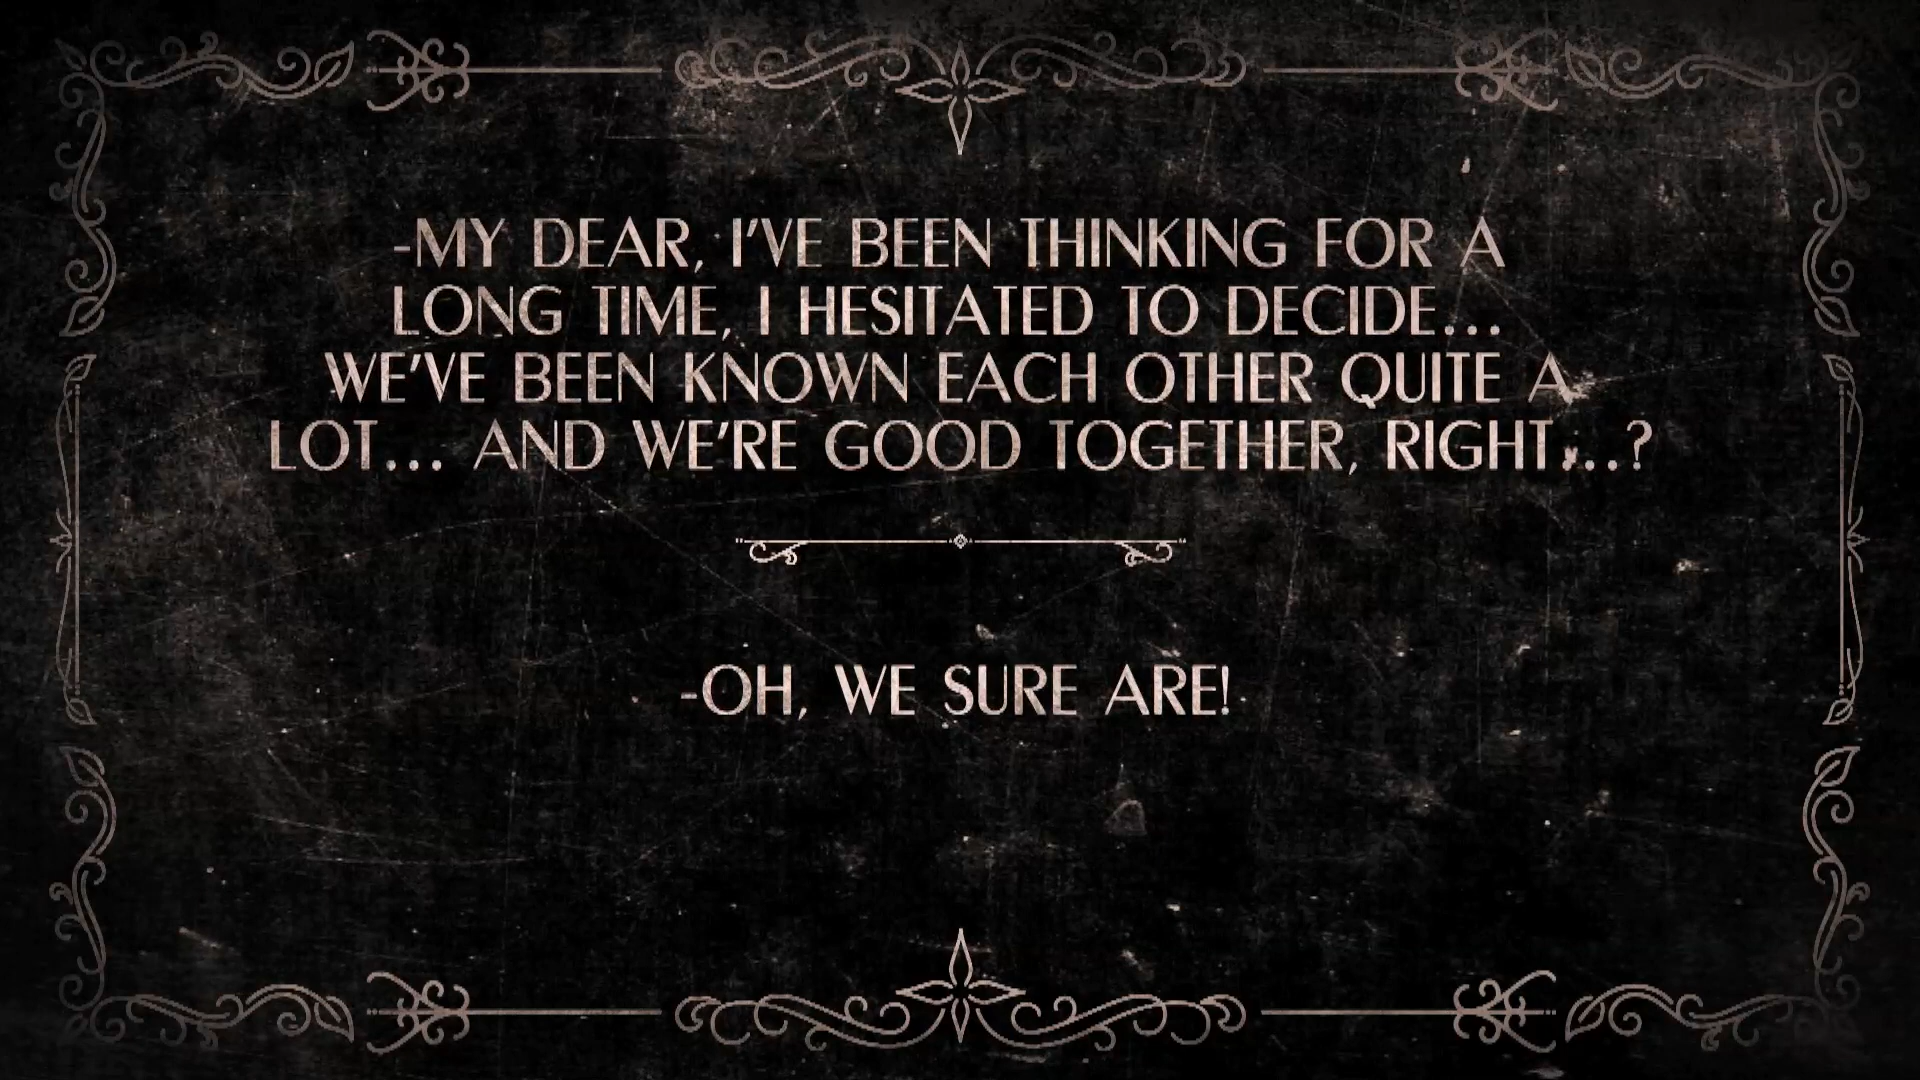 -MY DEAR, I'VE BEEN THINKING FOR A
LONG TIME, I HESITATED TO DECIDE...
WE'VE BEEN KNOWN EACH OTHER QUITE A
LOT... AND WE'RE GOOD TOGETHER, RIGHT...?
-OH, WE SURE ARE!